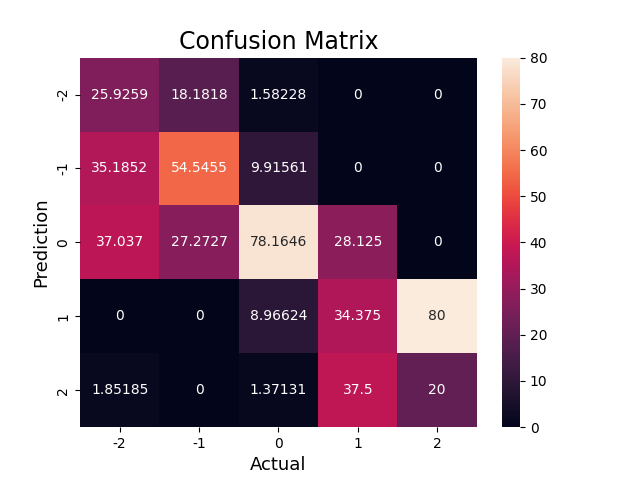 Confusion Matrix
-2 25.9259 18.1818 1.58228 0 0
-1 35.1852 54.5455 9.91561 0 0
0 37.037 27.2727 78.1646 28.125 0
1 0 0 8.96624 34.375 80
2 1.85185 0 1.37131 37.5 20
-2 -1 0 1 2
Actual
Prediction
80
70
60
50
40
30
20
10
0